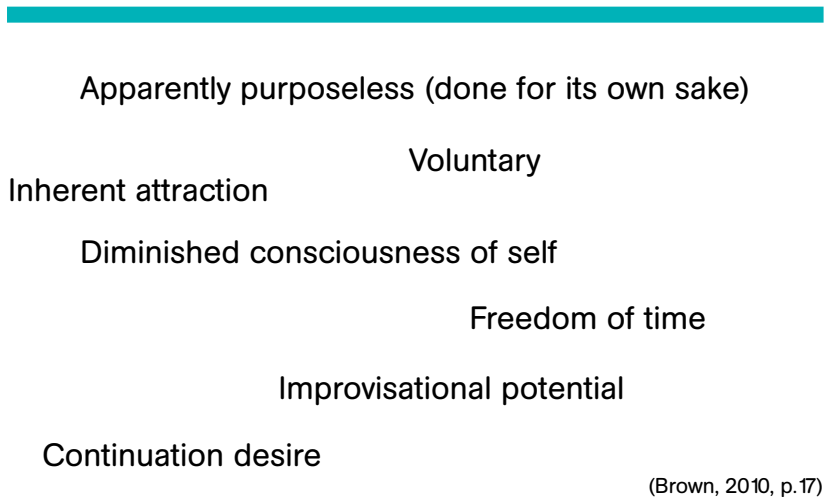 Apparently purposeless (done for its own sake)
Voluntary
Inherent attraction
Diminished consciousness of self
Freedom of time
Improvisational potential
Continuation desire
(Brown, 2010, p.17)